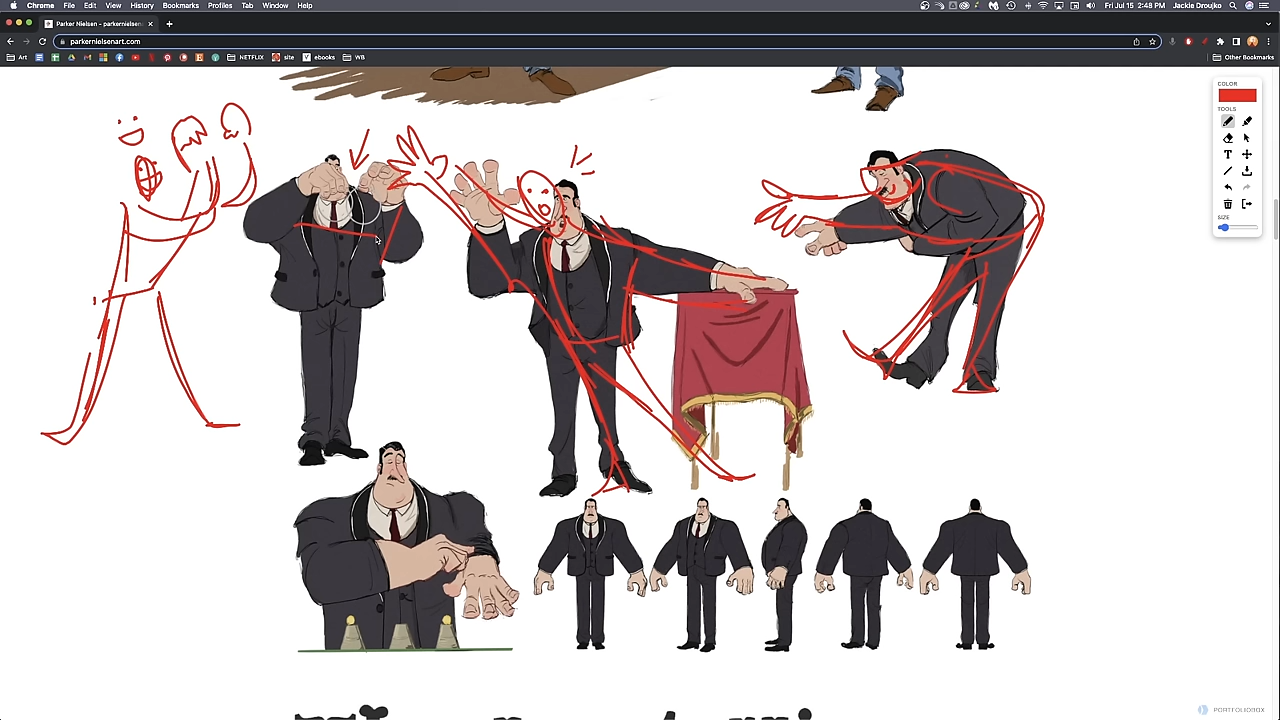 Chrome File Edit View History Bookmarks Profiles Tab Window Help Fri Jul 15 2:48 PM Jackie Droujko
Parker Nielsen - parkernielsen
parkernielsenart.com
Art NETFLIX site ebooks WB Other Bookmarks
COLOR
TOOLS
T
SIZE
PORTFOLIOBOX